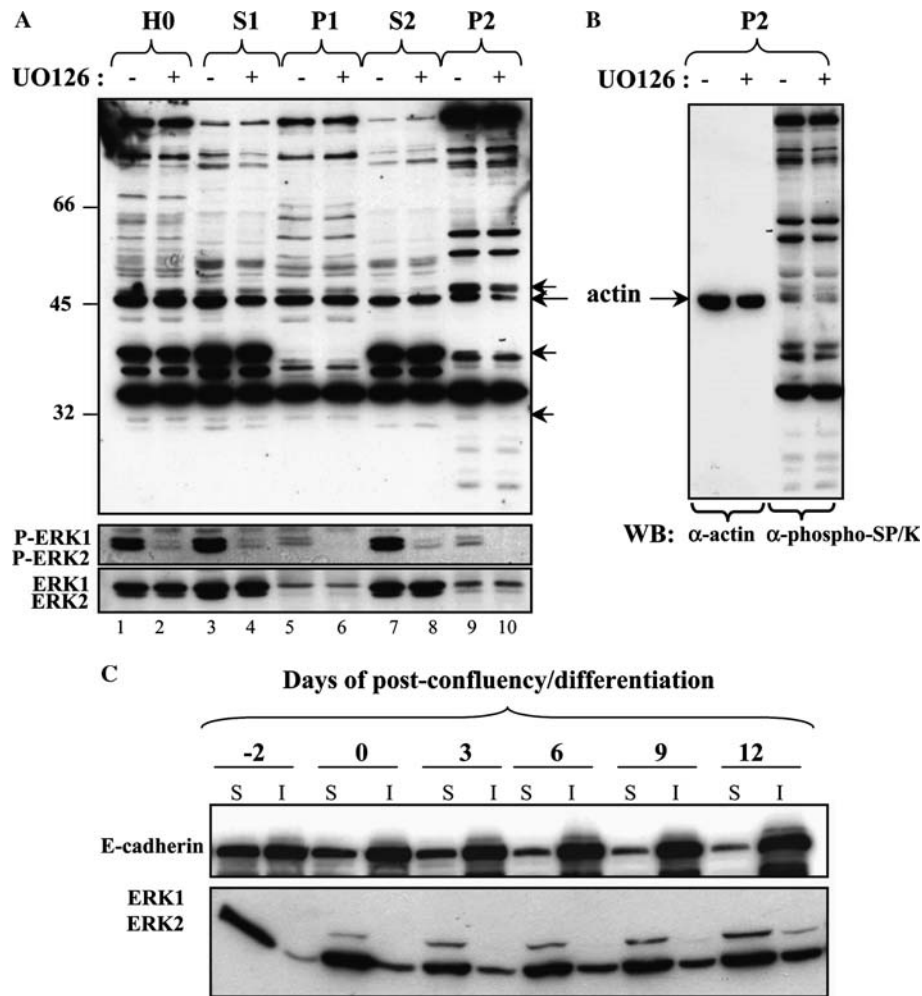 A
H0 S1 P1 S2 P2
UO126 : - + - + - + - + - +
66
45
32
actin
P-ERK1
P-ERK2
ERK1
ERK2
1 2 3 4 5 6 7 8 9 10
B
P2
UO126 : - + - +
WB: α-actin α-phospho-SP/K
C
Days of post-confluency/differentiation
-2 0 3 6 9 12
S I S I S I S I S I S I
E-cadherin
ERK1
ERK2